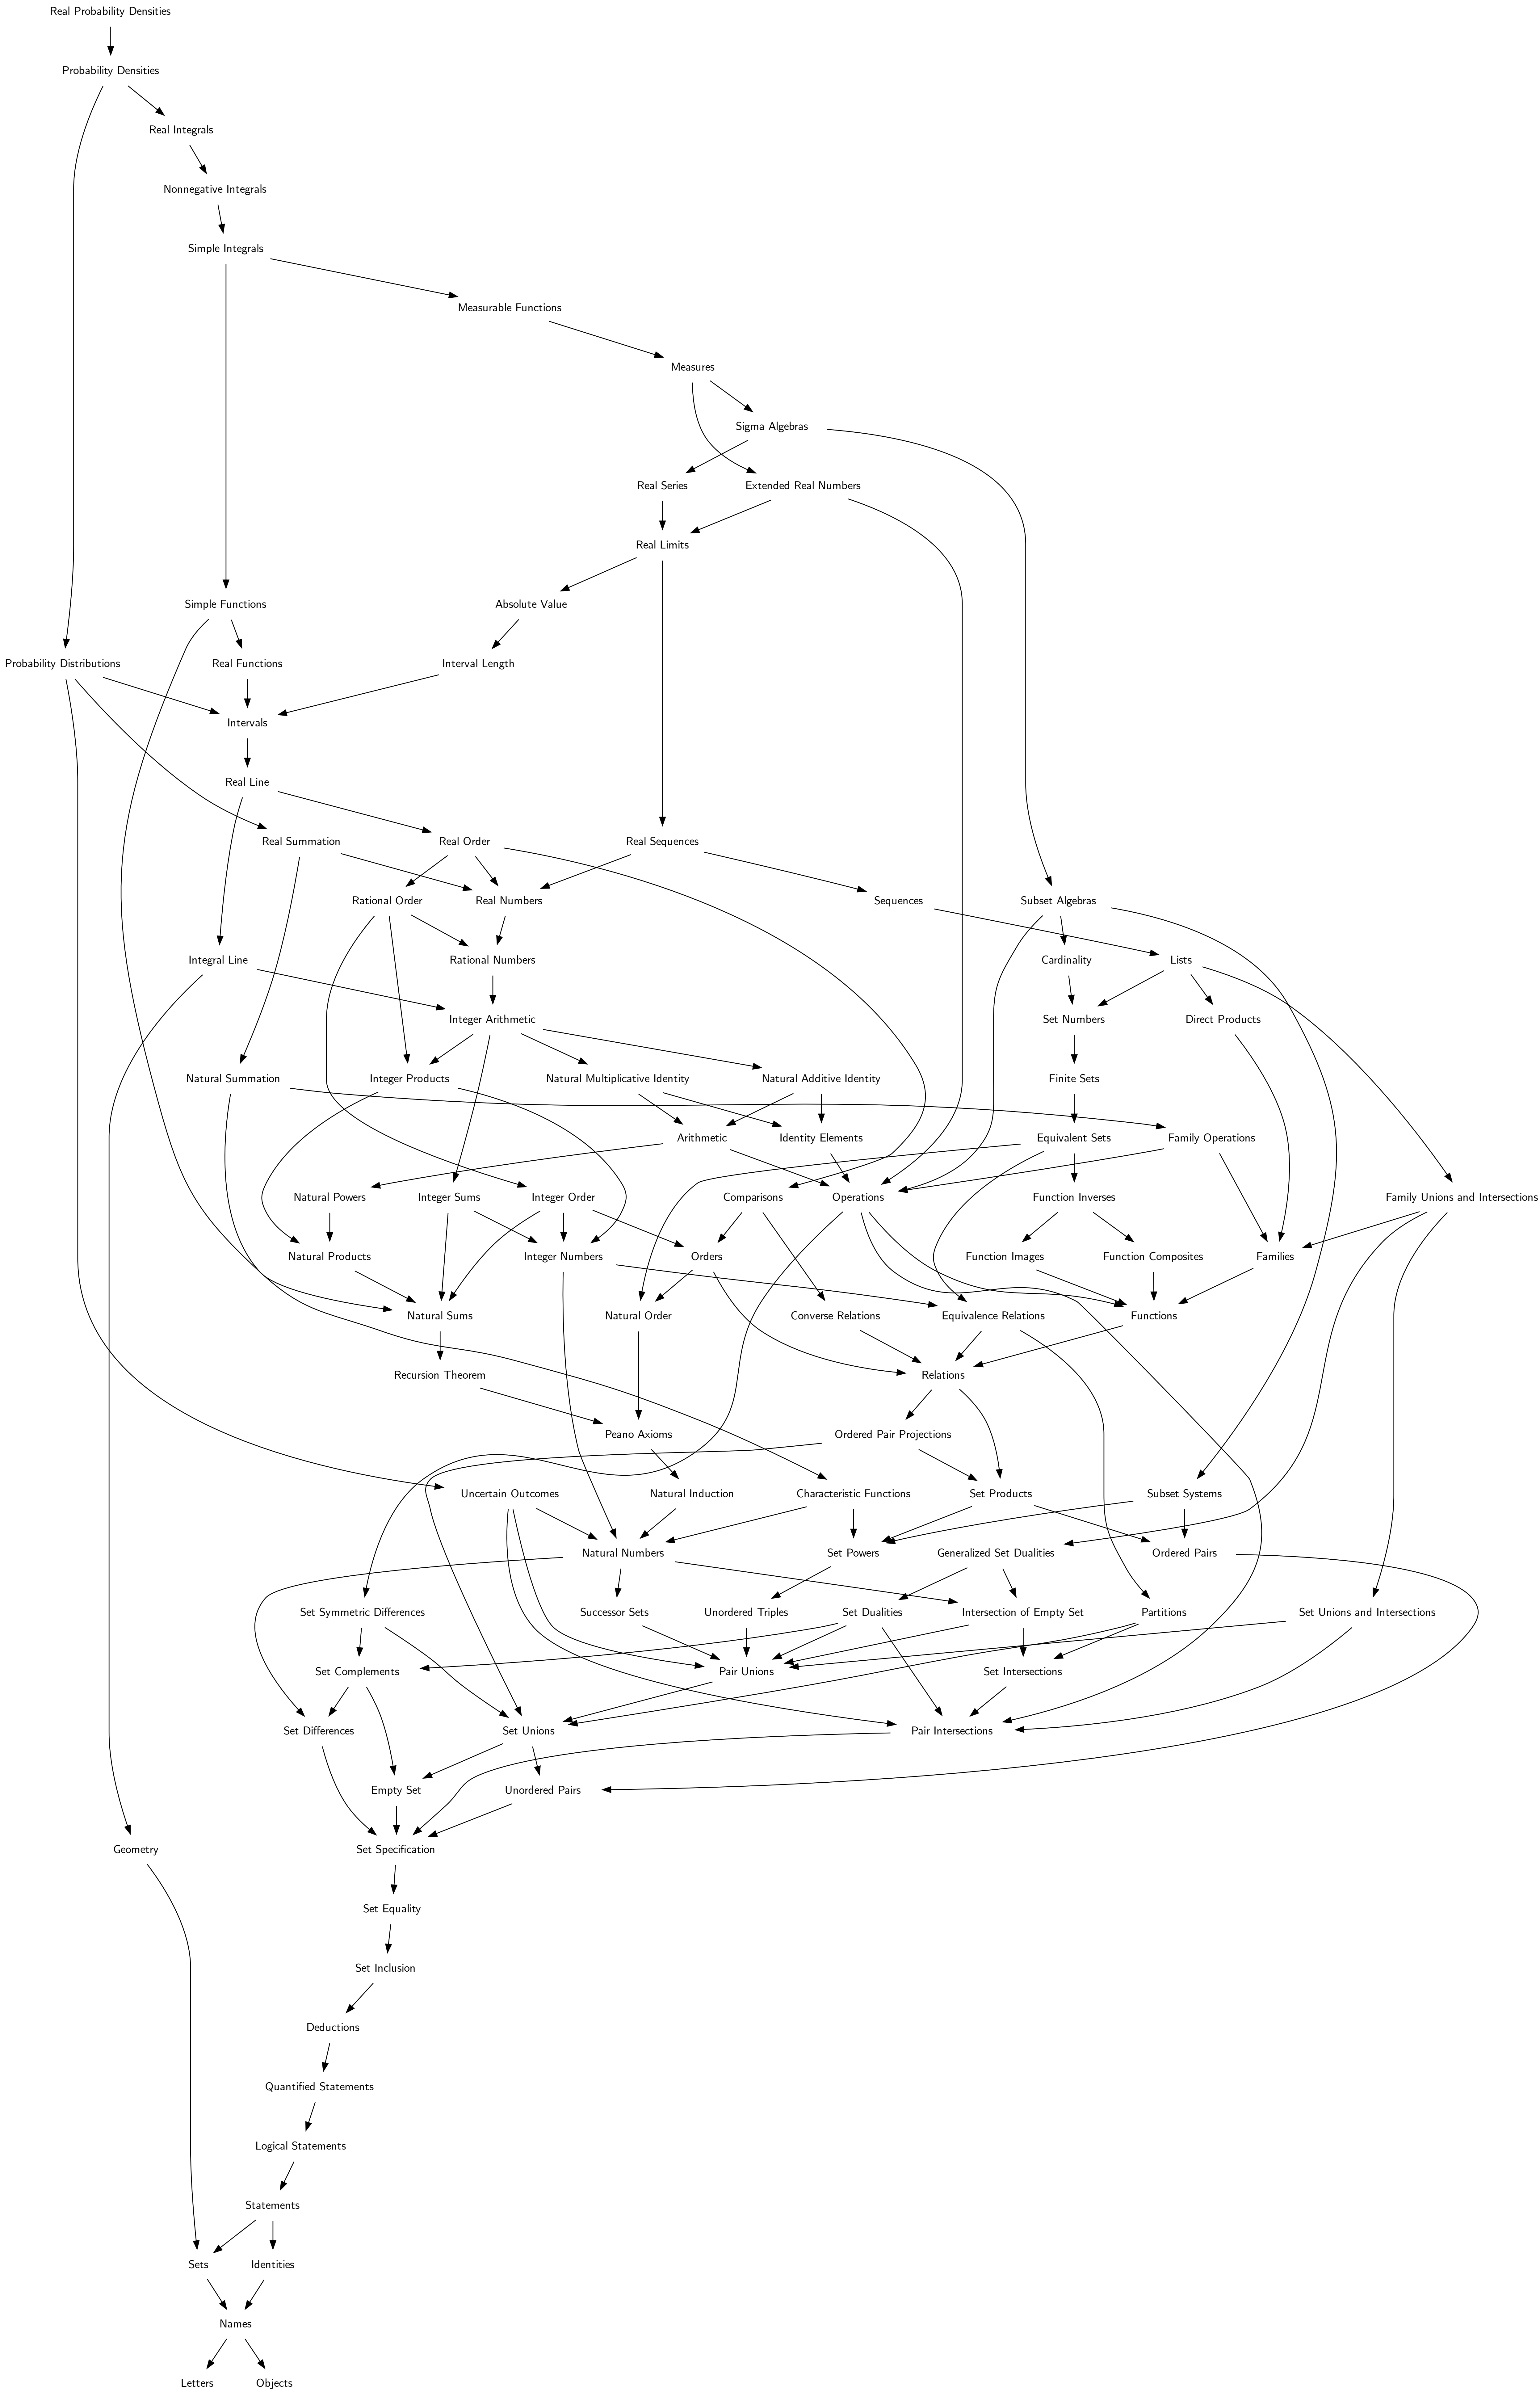 Real Probability Densities
Probability Densities
Real Integrals
Nonnegative Integrals
Simple Integrals
Measurable Functions
Measures
Sigma Algebras
Real Series
Extended Real Numbers
Real Limits
Simple Functions
Absolute Value
Probability Distributions
Real Functions
Interval Length
Intervals
Real Line
Real Summation
Real Order
Real Sequences
Rational Order
Real Numbers
Sequences
Subset Algebras
Integral Line
Rational Numbers
Cardinality
Lists
Integer Arithmetic
Set Numbers
Direct Products
Natural Summation
Integer Products
Natural Multiplicative Identity
Natural Additive Identity
Finite Sets
Arithmetic
Identity Elements
Equivalent Sets
Family Operations
Natural Powers
Integer Sums
Integer Order
Comparisons
Operations
Function Inverses
Family Unions and Intersections
Natural Products
Integer Numbers
Orders
Function Images
Function Composites
Families
Natural Sums
Natural Order
Converse Relations
Equivalence Relations
Functions
Recursion Theorem
Relations
Peano Axioms
Ordered Pair Projections
Uncertain Outcomes
Natural Induction
Characteristic Functions
Set Products
Subset Systems
Natural Numbers
Set Powers
Generalized Set Dualities
Ordered Pairs
Set Symmetric Differences
Successor Sets
Unordered Triples
Set Dualities
Intersection of Empty Set
Partitions
Set Unions and Intersections
Set Complements
Pair Unions
Set Intersections
Set Differences
Set Unions
Pair Intersections
Empty Set
Unordered Pairs
Geometry
Set Specification
Set Equality
Set Inclusion
Deductions
Quantified Statements
Logical Statements
Statements
Sets
Identities
Names
Letters
Objects